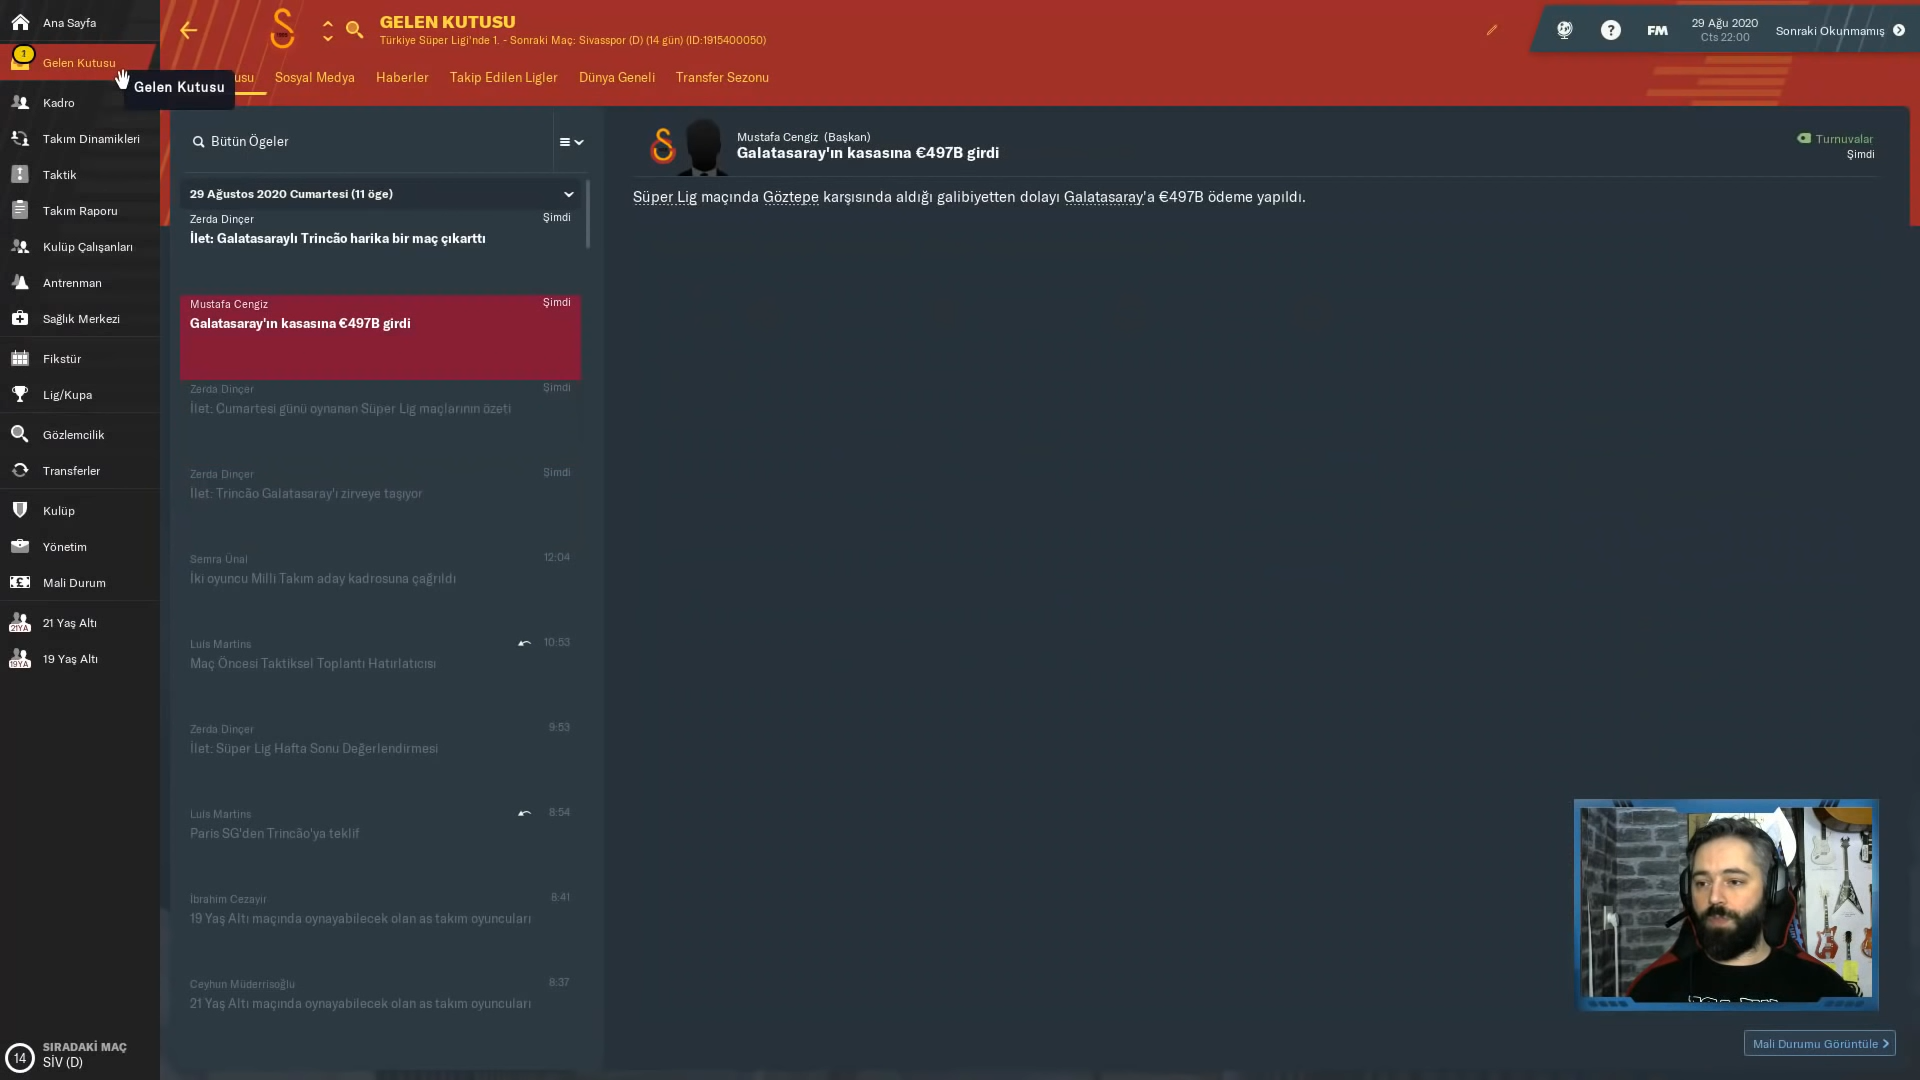 Ana Sayfa
1
Gelen Kutusu
Gelen Kutusu
Kadro
Takım Dinamikleri
Taktik
Takım Raporu
Kulüp Çalışanları
Antrenman
Sağlık Merkezi
Fikstür
Lig/Kupa
Gözlemcilik
Transferler
Kulüp
Yönetim
Mali Durum
21YA
21 Yaş Altı
19YA
19 Yaş Altı
14
SIRADAKİ MAÇ
SİV (D)
GELEN KUTUSU
Türkiye Süper Ligi'nde 1. - Sonraki Maç: Sivasspor (D) (14 gün) (ID:1915400050)
usu
Sosyal Medya
Haberler
Takip Edilen Ligler
Dünya Geneli
Transfer Sezonu
?
FM
29 Ağu 2020
Cts 22:00
Sonraki Okunmamış
Bütün Ögeler
29 Ağustos 2020 Cumartesi (11 öge)
Zerda Dinçer
Şimdi
İlet: Galatasaraylı Trincão harika bir maç çıkarttı
Mustafa Cengiz
Şimdi
Galatasaray'ın kasasına €497B girdi
Zerda Dinçer
Şimdi
İlet: Cumartesi günü oynanan Süper Lig maçlarının özeti
Zerda Dinçer
Şimdi
İlet: Trincão Galatasaray'ı zirveye taşıyor
Semra Ünal
12:04
İki oyuncu Milli Takım aday kadrosuna çağrıldı
Luís Martins
10:53
Maç Öncesi Taktiksel Toplantı Hatırlatıcısı
Zerda Dinçer
9:53
İlet: Süper Lig Hafta Sonu Değerlendirmesi
Luís Martins
8:54
Paris SG'den Trincão'ya teklif
İbrahim Cezayir
8:41
19 Yaş Altı maçında oynayabilecek olan as takım oyuncuları
Ceyhun Müderrisoğlu
8:37
21 Yaş Altı maçında oynayabilecek olan as takım oyuncuları
Mustafa Cengiz (Başkan)
Galatasaray'ın kasasına €497B girdi
Turnuvalar
Şimdi
Süper Lig maçında Göztepe karşısında aldığı galibiyetten dolayı Galatasaray'a €497B ödeme yapıldı.
Mali Durumu Görüntüle